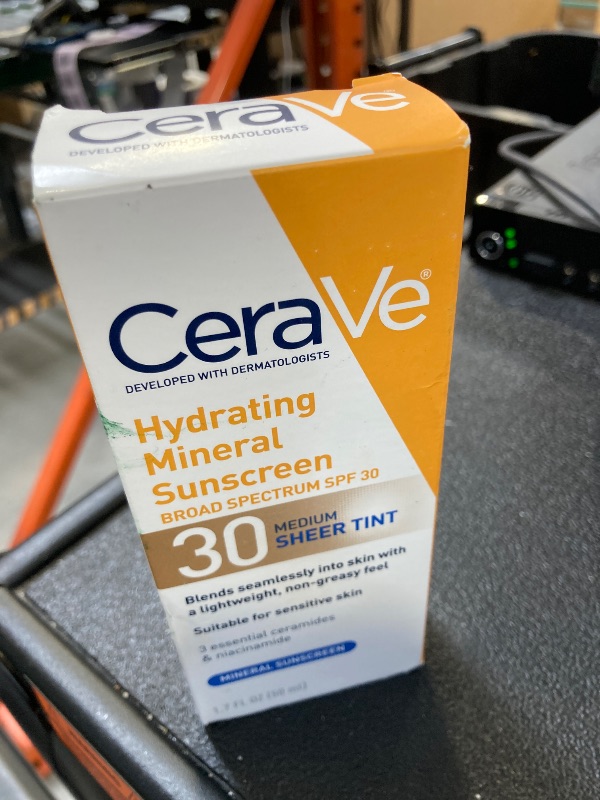 CeraVe
DEVELOPED WITH DERMATOLOGISTS
CeraVe®
DEVELOPED WITH DERMATOLOGISTS
Hydrating
Mineral
Sunscreen
BROAD SPECTRUM SPF 30
30 MEDIUM
SHEER TINT
Blends seamlessly into skin with
a lightweight, non-greasy feel
Suitable for sensitive skin
3 essential ceramides
& niacinamide
MINERAL SUNSCREEN
1.7 FL OZ (50 ml)